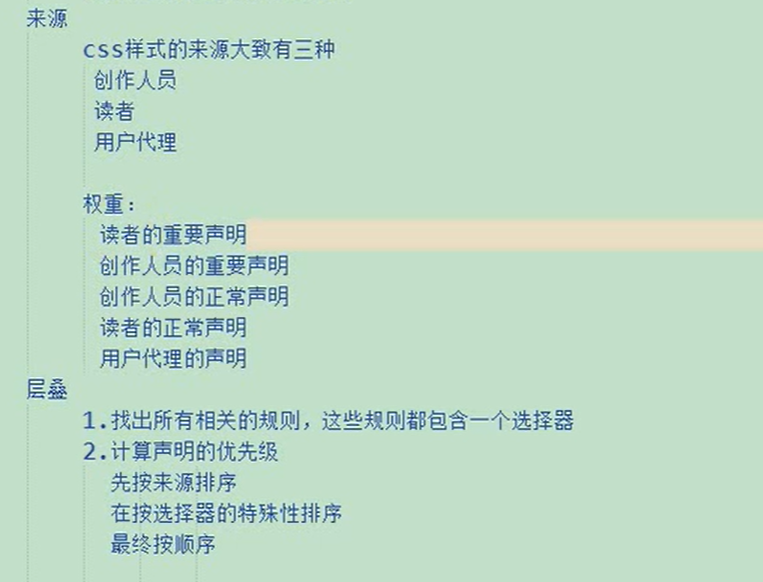 来源
css样式的来源大致有三种
创作人员
读者
用户代理
权重：
读者的重要声明
创作人员的重要声明
创作人员的正常声明
读者的正常声明
用户代理的声明
层叠
1.找出所有相关的规则，这些规则都包含一个选择器
2.计算声明的优先级
先按来源排序
在按选择器的特殊性排序
最终按顺序